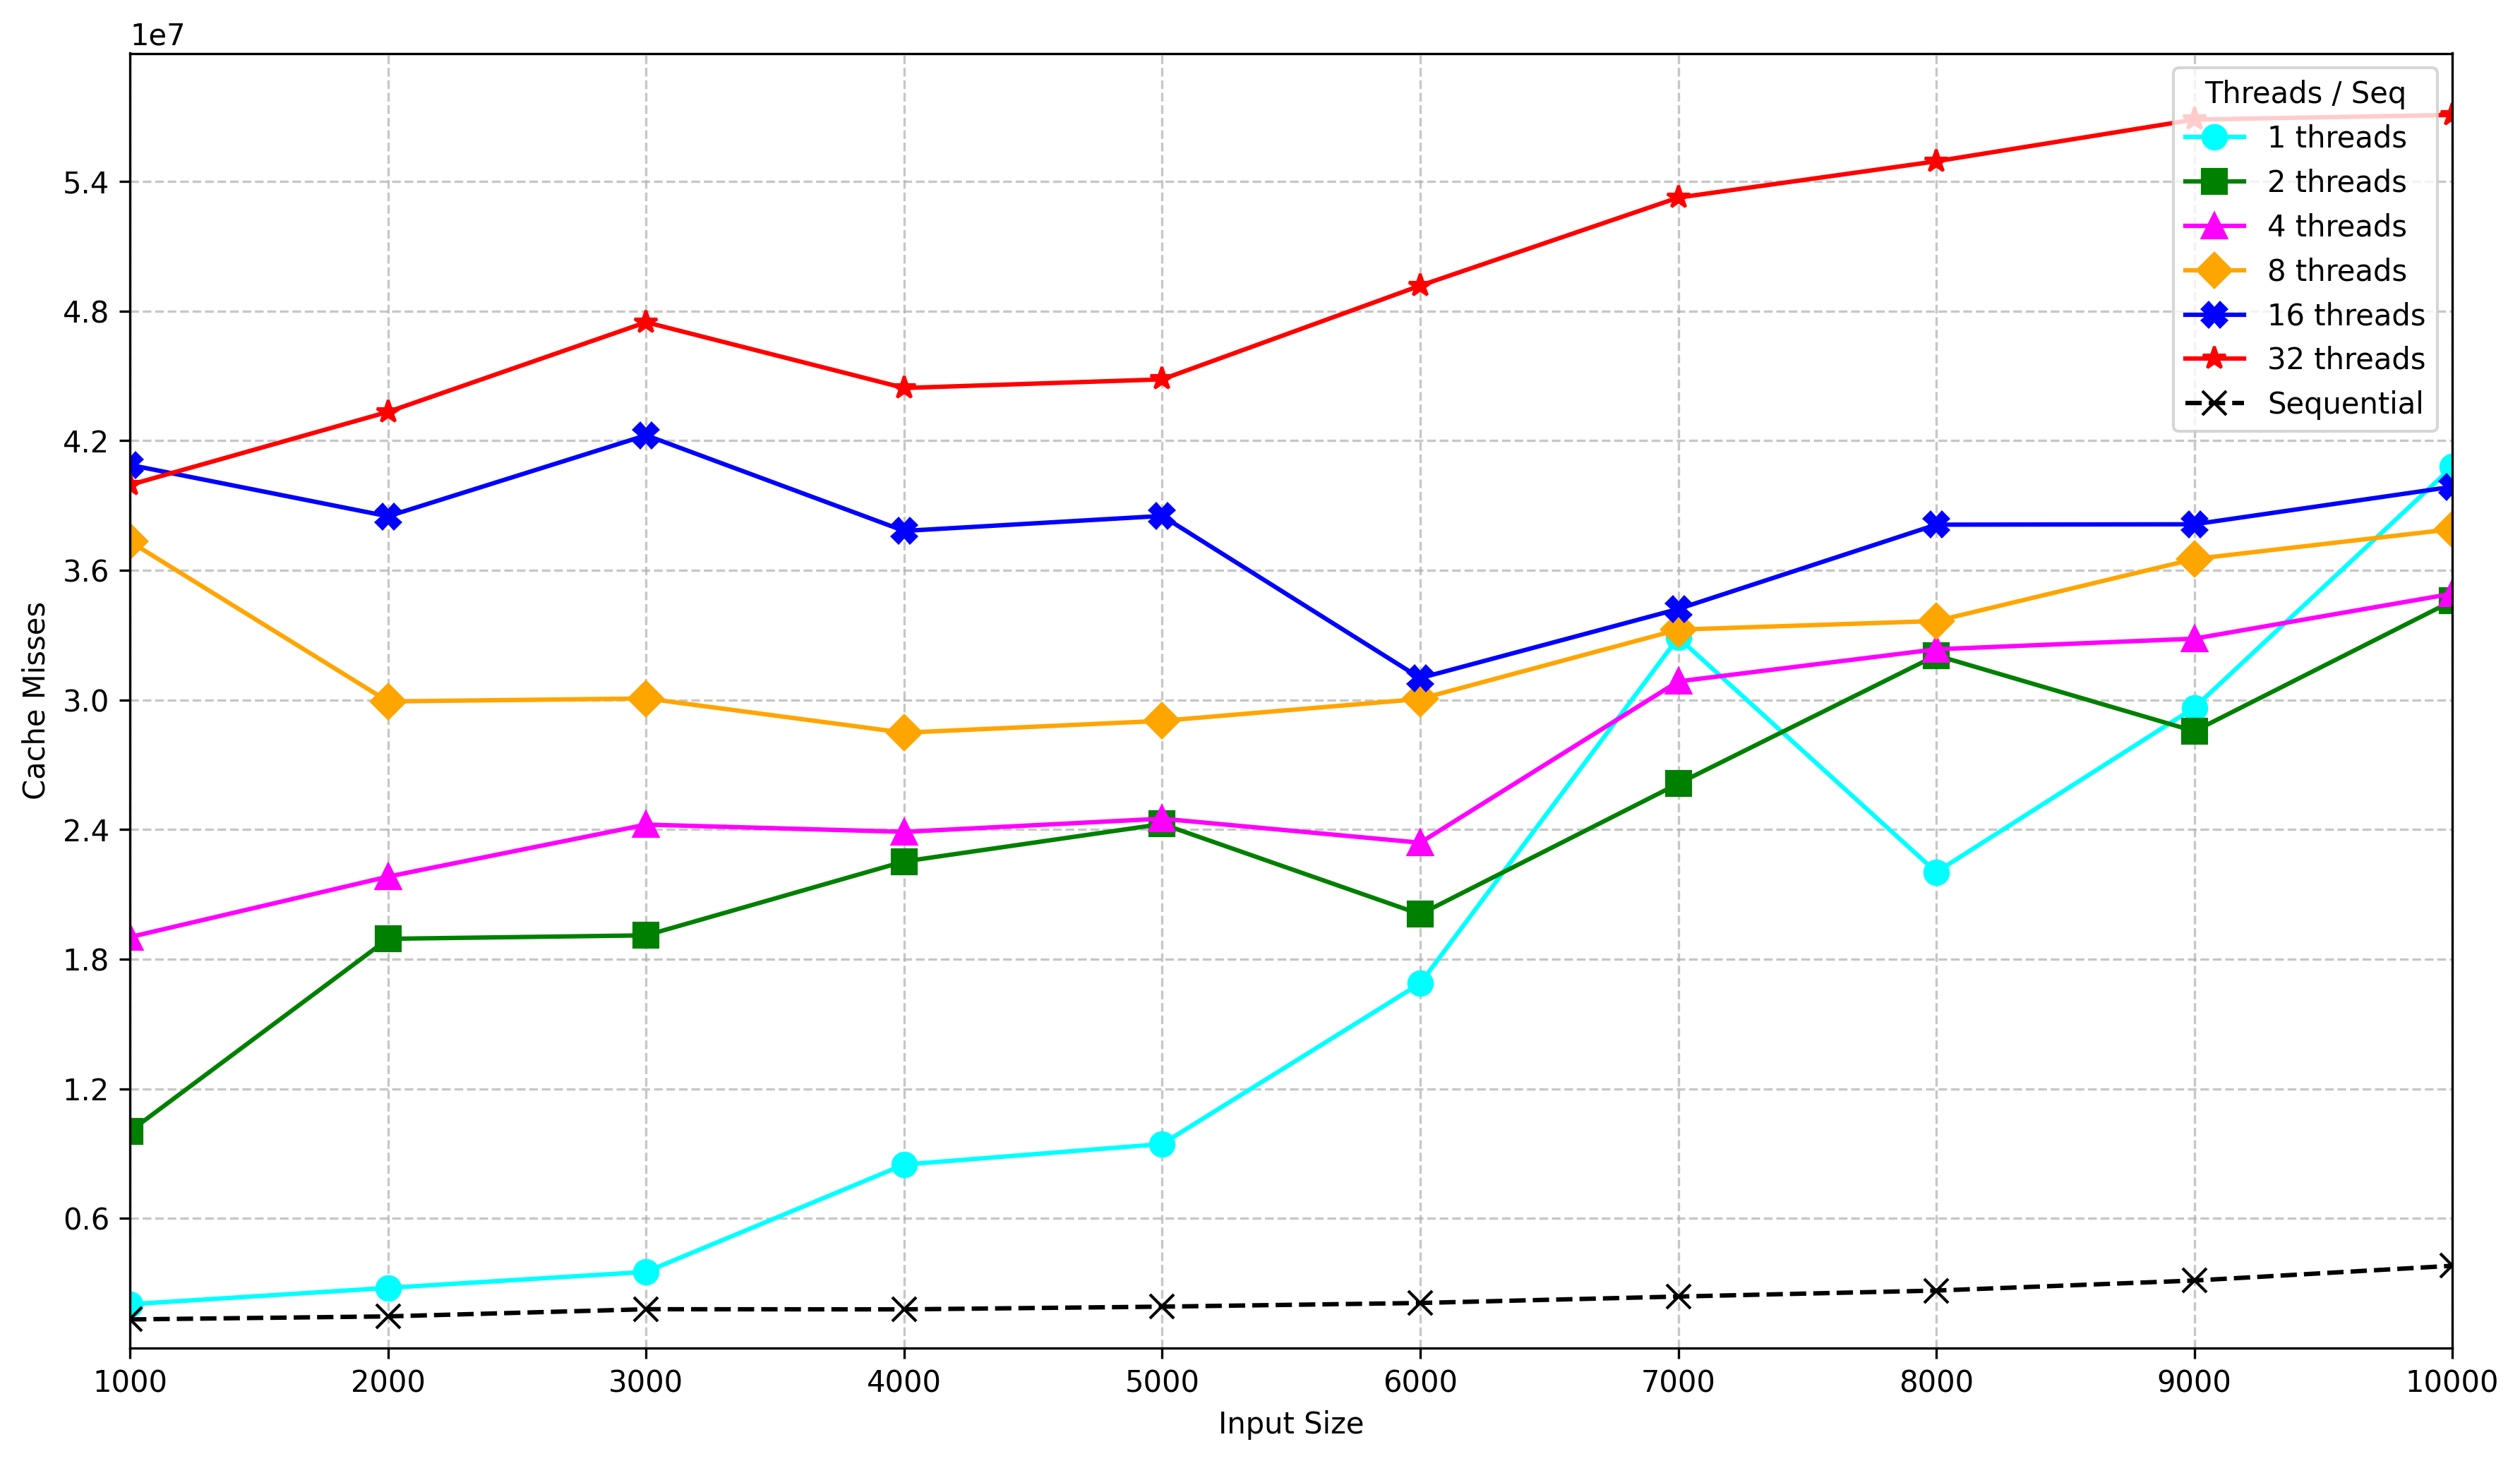 1e7
Cache Misses
5.4
4.8
4.2
3.6
3.0
2.4
1.8
1.2
0.6
Threads / Seq
1 threads
2 threads
4 threads
8 threads
16 threads
32 threads
Sequential
1000 2000 3000 4000 5000 6000 7000 8000 9000 10000
Input Size